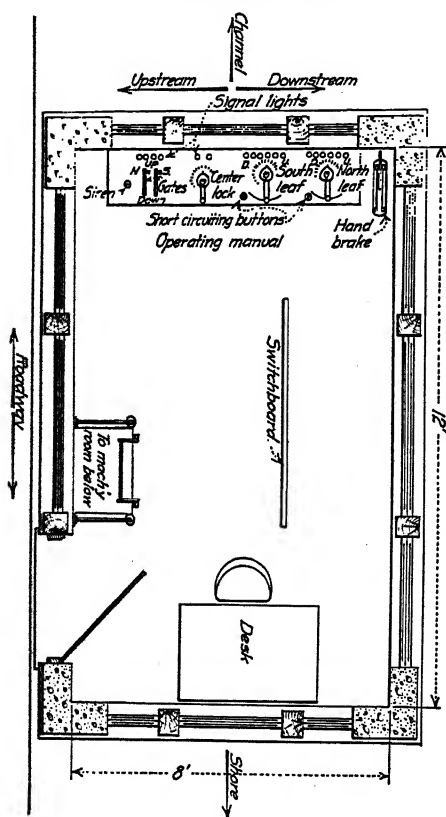 Channel
Upstream
Downstream
Signal lights
UP
N
S
Gates
Down
Siren
Center
lock
South
leaf
North
leaf
Short circuiting buttons
Operating manual
Hand
brake
Switchboard
Roadway
12'
To mach'y
room below
Desk
8'
Shore